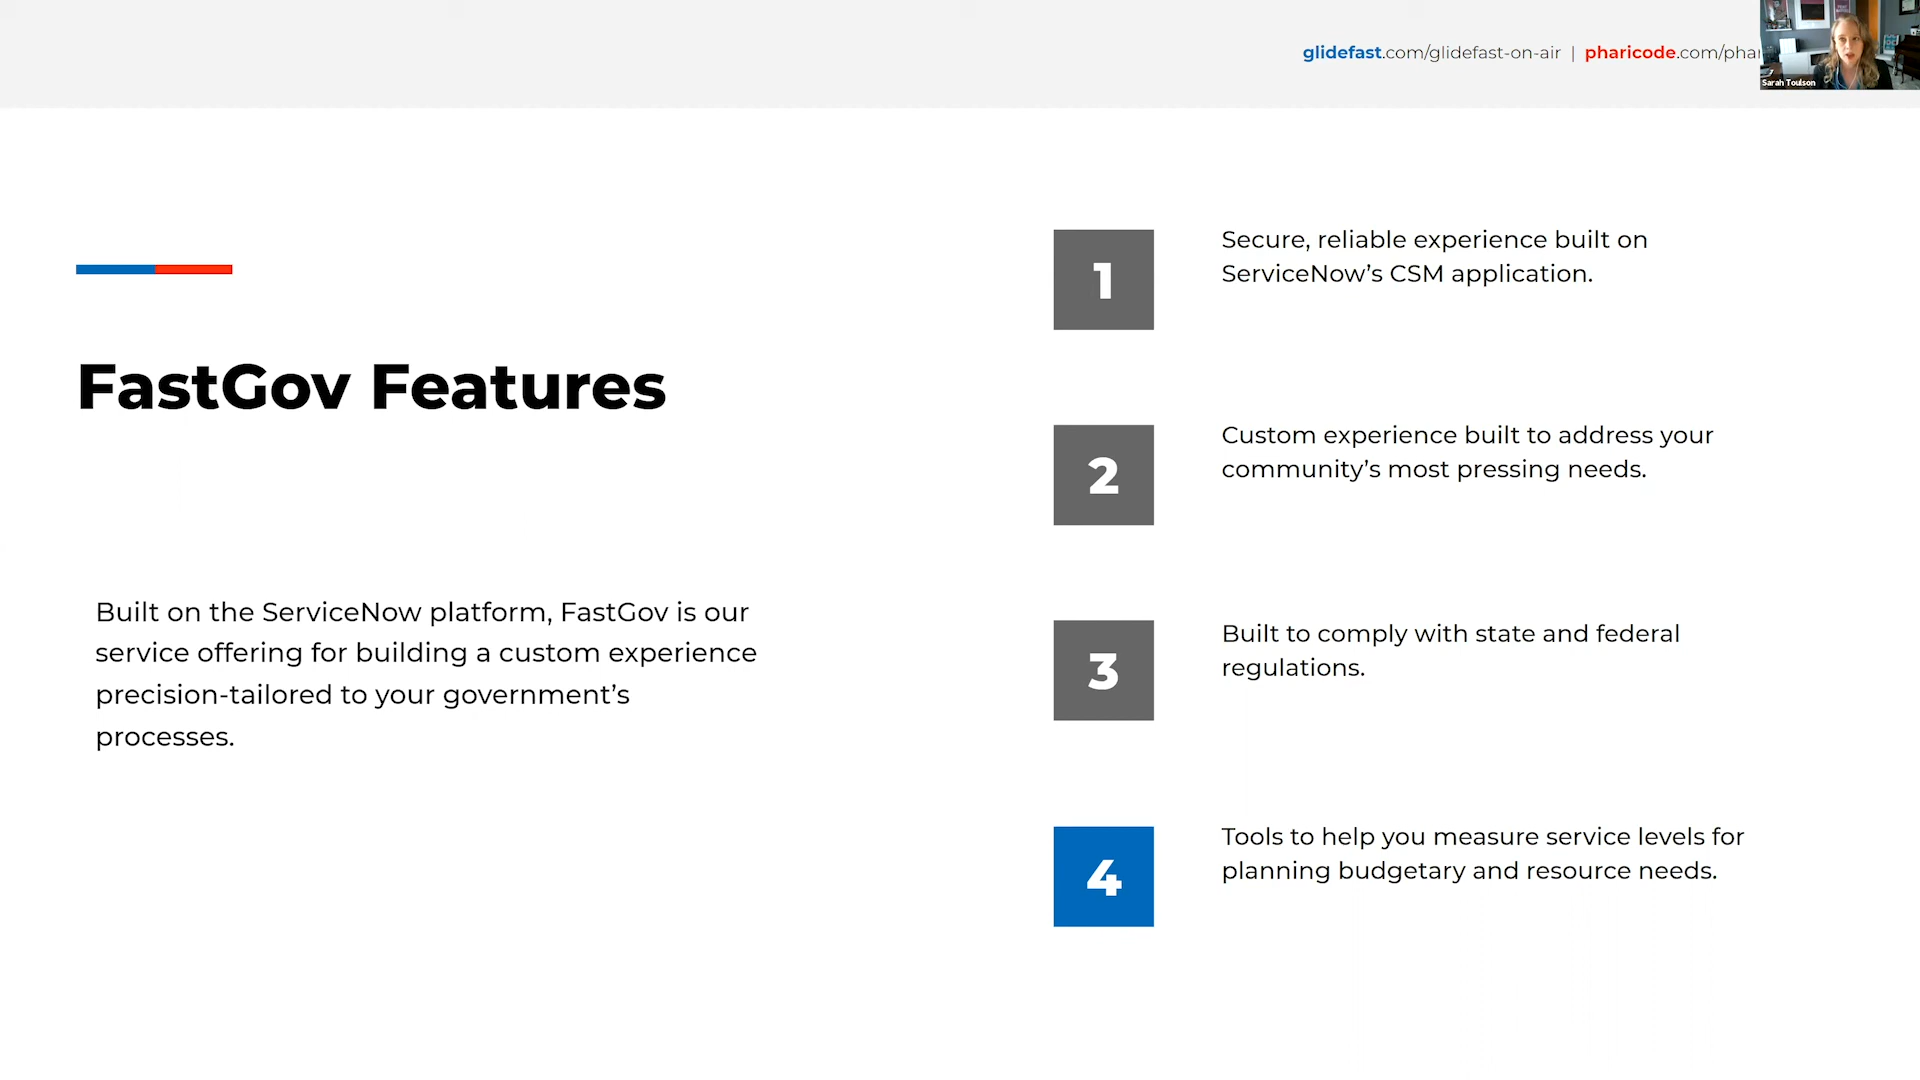 glidefast.com/glidefast-on-air | pharicode.com/phar
Sarah Toulson
FastGov Features
Built on the ServiceNow platform, FastGov is our
service offering for building a custom experience
precision-tailored to your government’s
processes.
1
Secure, reliable experience built on
ServiceNow’s CSM application.
2
Custom experience built to address your
community’s most pressing needs.
3
Built to comply with state and federal
regulations.
4
Tools to help you measure service levels for
planning budgetary and resource needs.